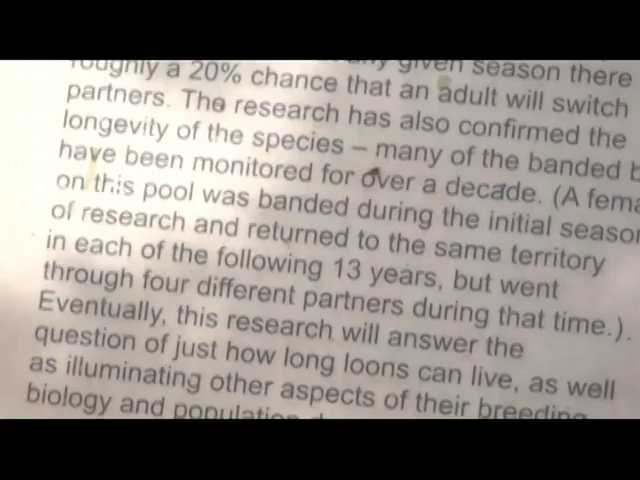 any given season there
roughly a 20% chance that an adult will switch
partners. The research has also confirmed the
longevity of the species – many of the banded b
have been monitored for over a decade. (A fema
on this pool was banded during the initial season
of research and returned to the same territory
in each of the following 13 years, but went
through four different partners during that time.).
Eventually, this research will answer the
question of just how long loons can live, as well
as illuminating other aspects of their breeding
biology and population